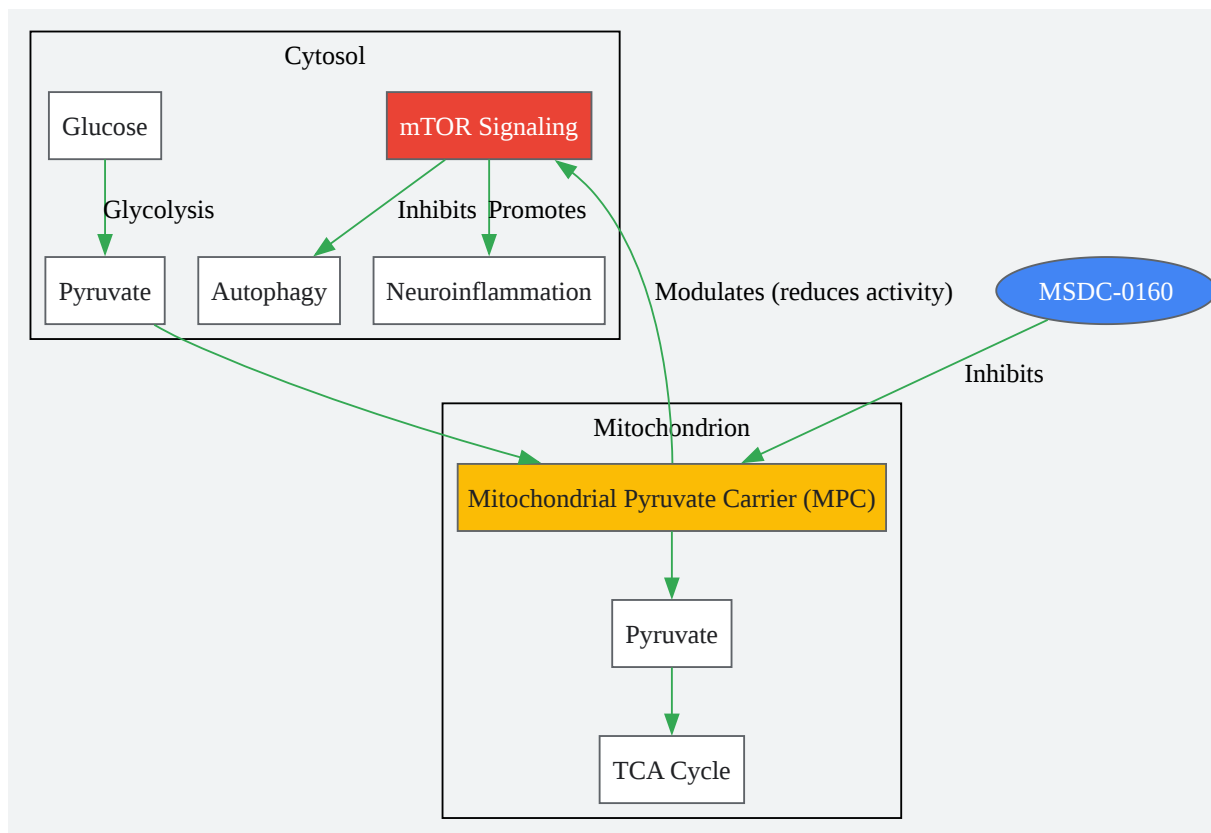 Cytosol
Glucose
mTOR Signaling
Glycolysis
Inhibits
Promotes
Pyruvate
Autophagy
Neuroinflammation
Modulates (reduces activity)
MSDC-0160
Inhibits
Mitochondrion
Mitochondrial Pyruvate Carrier (MPC)
Pyruvate
TCA Cycle